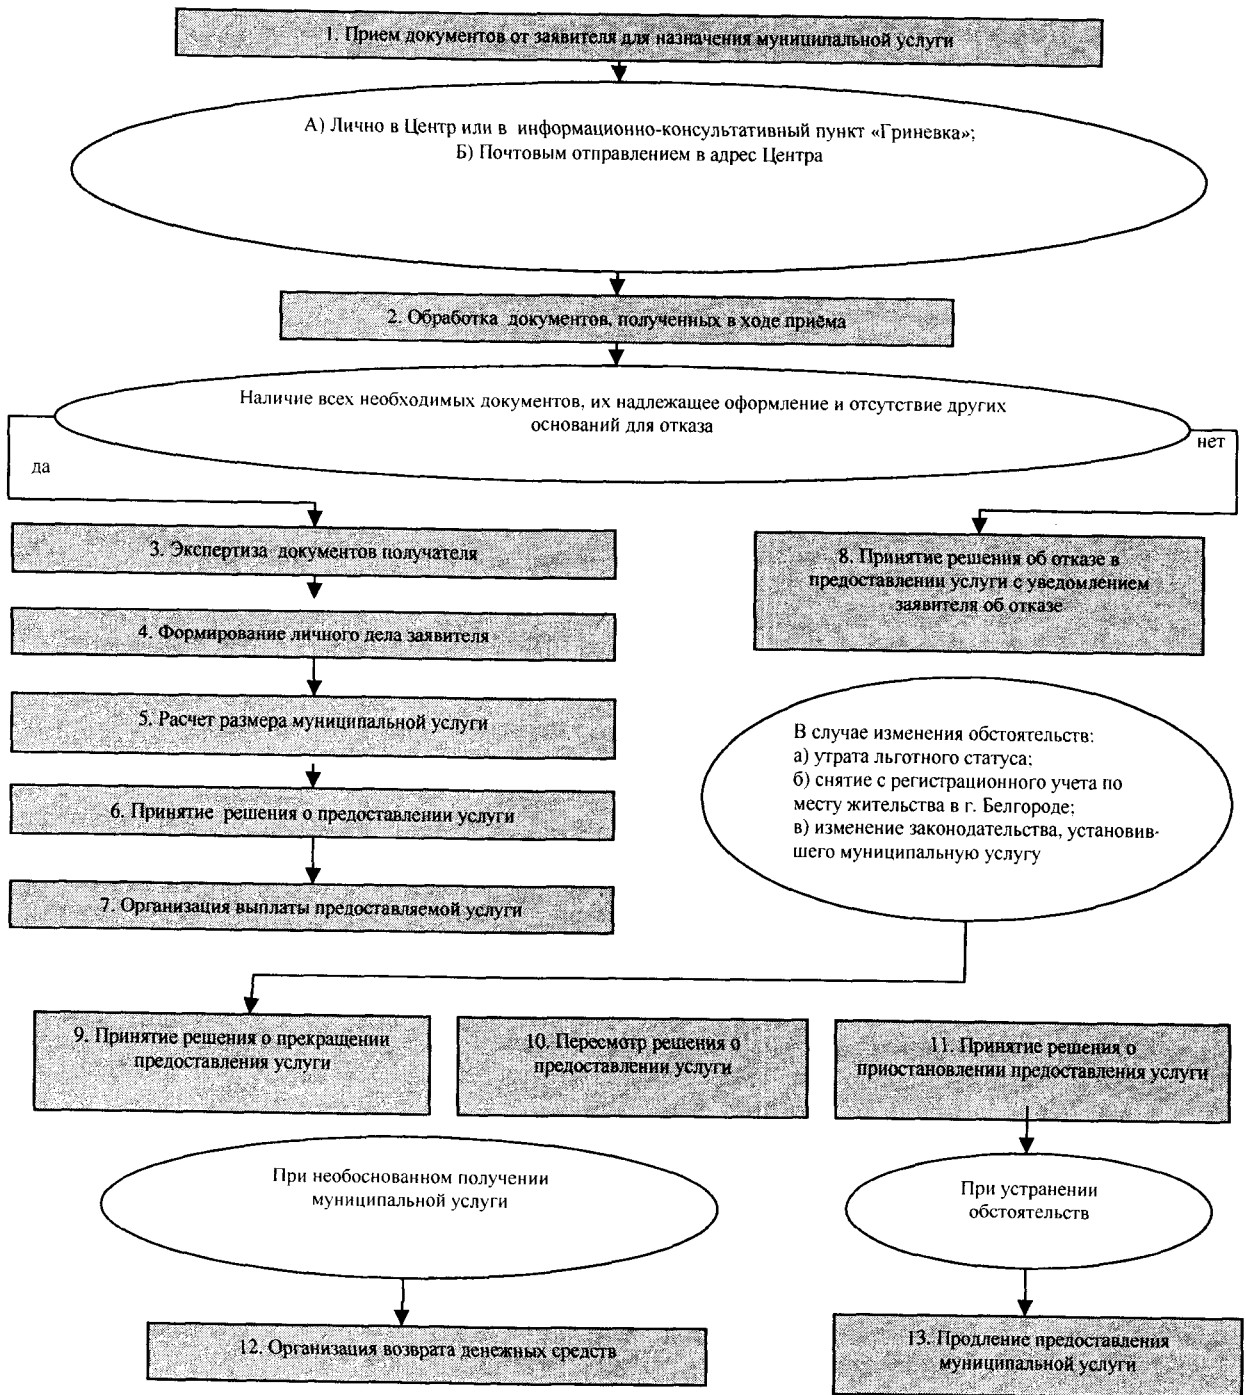 1. Прием документов от заявителя для назначения муниципальной услуги
А) Лично в Центр или в информационно-консультативный пункт «Гриневка»;
Б) Почтовым отправлением в адрес Центра
2. Обработка документов, полученных в ходе приёма
Наличие всех необходимых документов, их надлежащее оформление и отсутствие других
оснований для отказа
да
нет
3. Экспертиза документов получателя
8. Принятие решения об отказе в
предоставлении услуги с уведомлением
заявителя об отказе
4. Формирование личного дела заявителя
5. Расчет размера муниципальной услуги
В случае изменения обстоятельств:
а) утрата льготного статуса;
б) снятие с регистрационного учета по
месту жительства в г. Белгороде;
в) изменение законодательства, установив-
шего муниципальную услугу
6. Принятие решения о предоставлении услуги
7. Организация выплаты предоставляемой услуги
9. Принятие решения о прекращении
предоставления услуги
10. Пересмотр решения о
предоставлении услуги
11. Принятие решения о
приостановлении предоставления услуги
При необоснованном получении
муниципальной услуги
При устранении
обстоятельств
12. Организация возврата денежных средств
13. Продление предоставления
муниципальной услуги